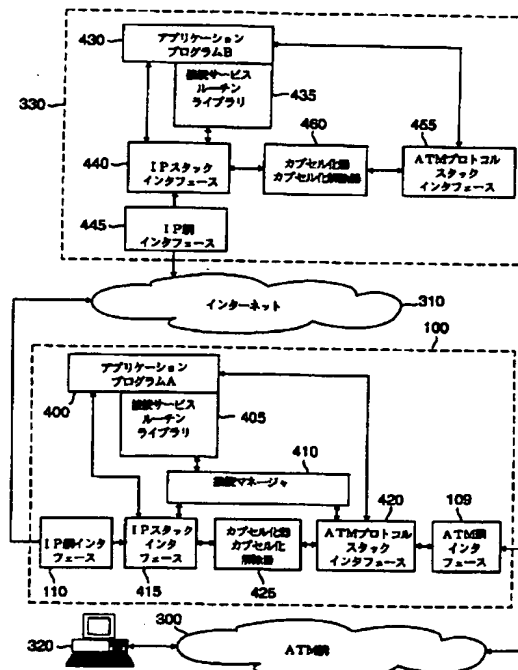 430
アプリケーション
プログラムB
330
接続サービス
ルーチン
ライブラリ
435
460
455
440
IPスタック
インタフェース
カプセル化器
カプセル化解除器
ATMプロトコル
スタック
インタフェース
445
IP網
インタフェース
インターネット
310
100
アプリケーション
プログラムA
400
接続サービス
ルーチン
ライブラリ
405
410
接続マネージャ
420
109
IP網インタ
フェース
IPスタック
インタ
フェース
カプセル化器
カプセル化
解除器
ATMプロトコル
スタック
インタフェース
ATM網
インタ
フェース
110
415
425
300
320
ATM網